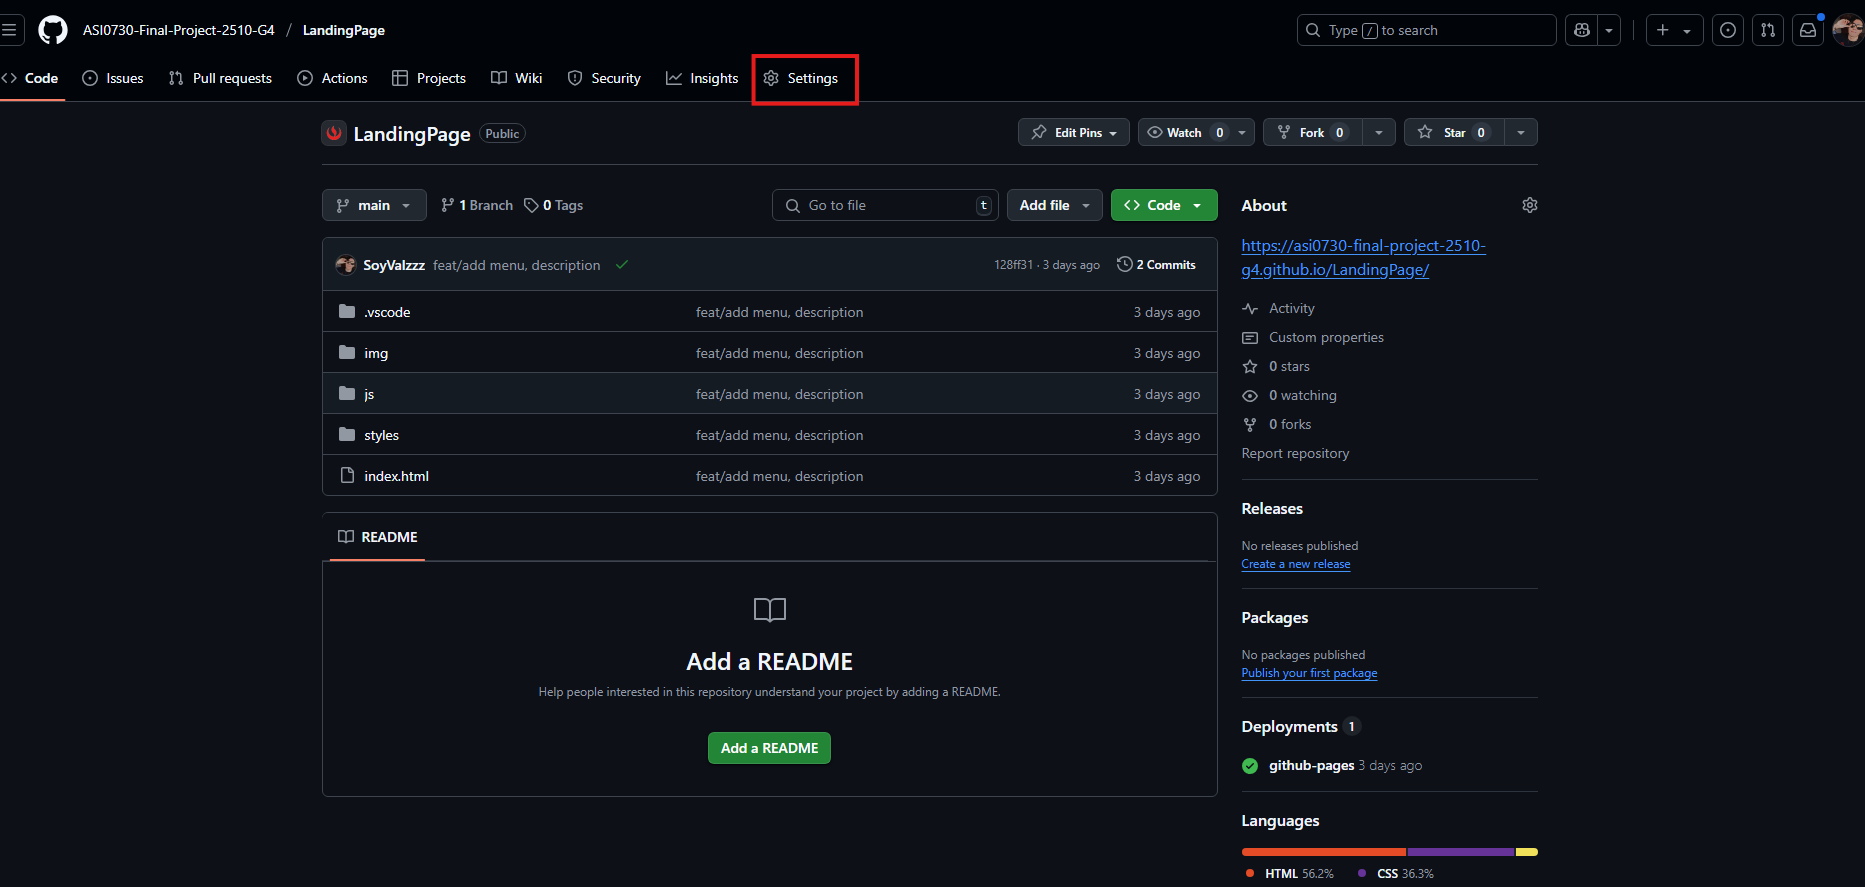 ASI0730-Final-Project-2510-G4 / LandingPage
Type / to search
Code Issues Pull requests Actions Projects Wiki Security Insights Settings
LandingPage Public
Edit Pins Watch 0 Fork 0 Star 0
main 1 Branch 0 Tags Go to file t Add file Code
SoyValzzz feat/add menu, description 128ff31 · 3 days ago 2 Commits
.vscode feat/add menu, description 3 days ago
img feat/add menu, description 3 days ago
js feat/add menu, description 3 days ago
styles feat/add menu, description 3 days ago
index.html feat/add menu, description 3 days ago
README
Add a README
Help people interested in this repository understand your project by adding a README.
Add a README
About
https://asi0730-final-project-2510-
g4.github.io/LandingPage/
Activity
Custom properties
0 stars
0 watching
0 forks
Report repository
Releases
No releases published
Create a new release
Packages
No packages published
Publish your first package
Deployments 1
github-pages 3 days ago
Languages
HTML 56.2% CSS 36.3%